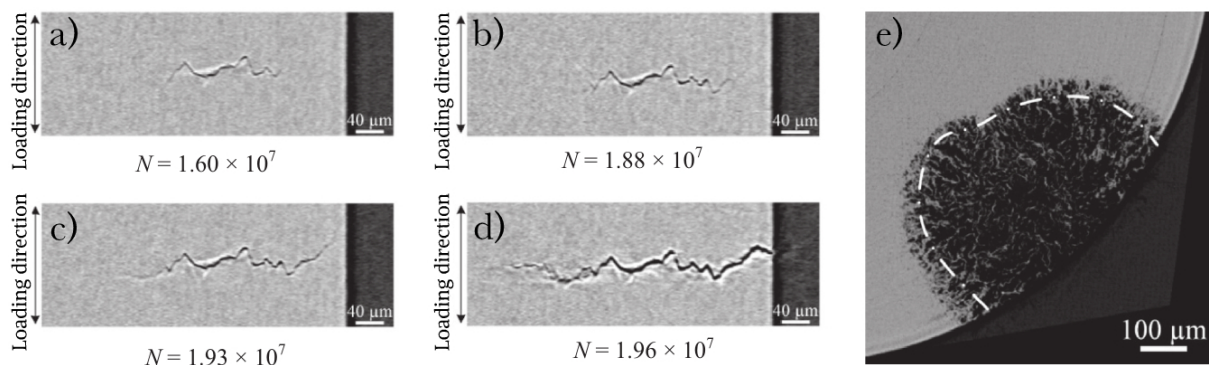 a)
Loading direction
40 μm
N = 1.60 × 10⁷
b)
Loading direction
40 μm
N = 1.88 × 10⁷
c)
Loading direction
40 μm
N = 1.93 × 10⁷
d)
Loading direction
40 μm
N = 1.96 × 10⁷
e)
100 μm